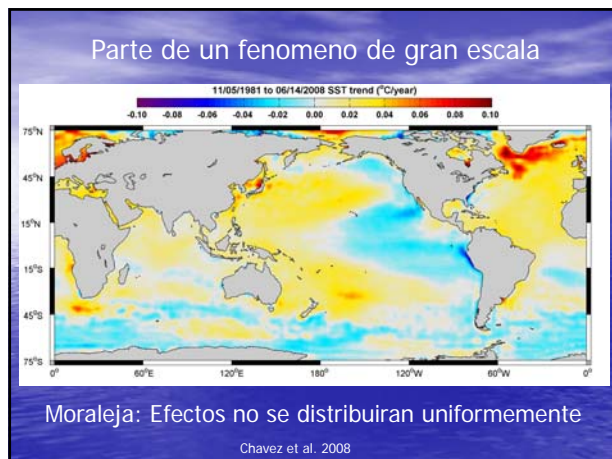 Parte de un fenomeno de gran escala
11/05/1981 to 06/14/2008 SST trend (°C/year)
-0.10 -0.08 -0.06 -0.04 -0.02 0.00 0.02 0.04 0.06 0.08 0.10
75°N
45°N
15°N
15°S
45°S
75°S
0° 60°E 120°E 180° 120°W 60°W 0°
Moraleja: Efectos no se distribuiran uniformemente
Chavez et al. 2008